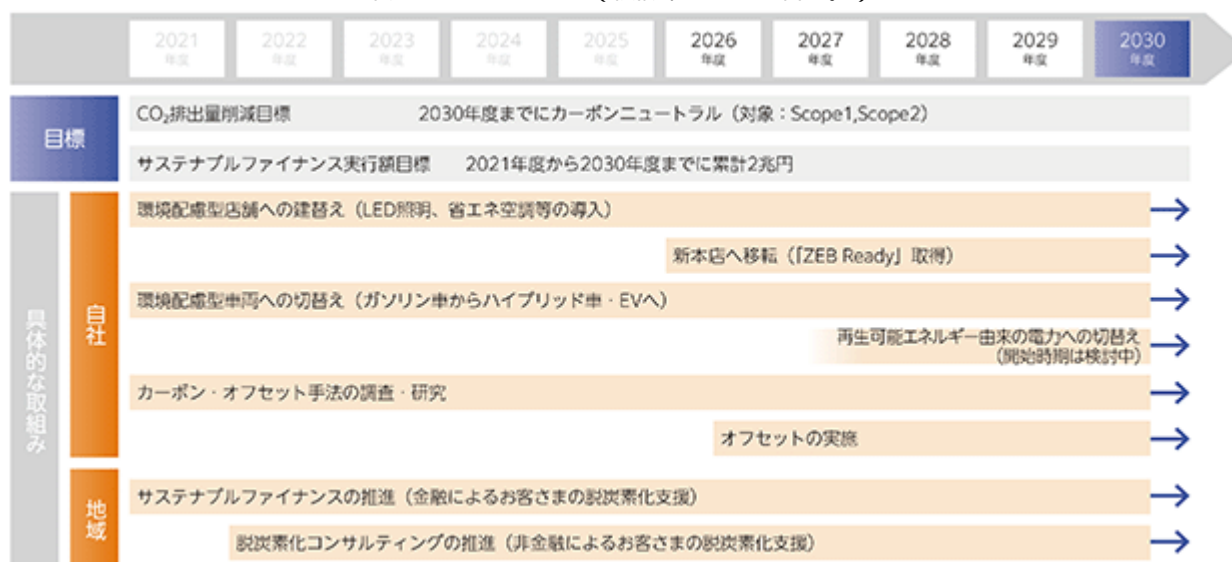 2021 年度
2022 年度
2023 年度
2024 年度
2025 年度
2026 年度
2027 年度
2028 年度
2029 年度
2030 年度
目標
CO₂排出量削減目標 2030年度までにカーボンニュートラル（対象：Scope1,Scope2）
サステナブルファイナンス実行額目標 2021年度から2030年度までに累計2兆円
具体的な取組み
自社
環境配慮型店舗への建替え（LED照明、省エネ空調等の導入）
新本店へ移転（「ZEB Ready」取得）
環境配慮型車両への切替え（ガソリン車からハイブリッド車・EVへ）
再生可能エネルギー由来の電力への切替え
（開始時期は検討中）
カーボン・オフセット手法の調査・研究
オフセットの実施
地域
サステナブルファイナンスの推進（金融によるお客さまの脱炭素化支援）
脱炭素化コンサルティングの推進（非金融によるお客さまの脱炭素化支援）